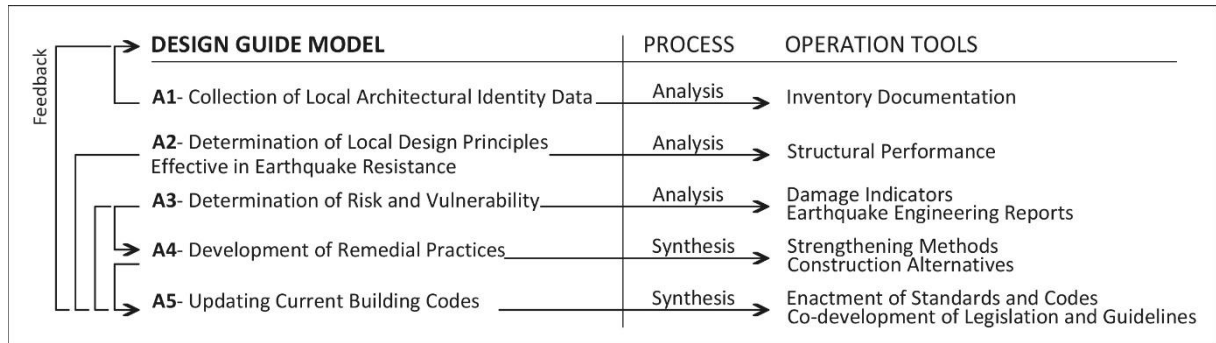 Feedback
DESIGN GUIDE MODEL PROCESS OPERATION TOOLS
A1- Collection of Local Architectural Identity Data Analysis Inventory Documentation
A2- Determination of Local Design Principles Analysis Structural Performance
Effective in Earthquake Resistance
A3- Determination of Risk and Vulnerability Analysis Damage Indicators
Earthquake Engineering Reports
A4- Development of Remedial Practices Synthesis Strengthening Methods
Construction Alternatives
A5- Updating Current Building Codes Synthesis Enactment of Standards and Codes
Co-development of Legislation and Guidelines